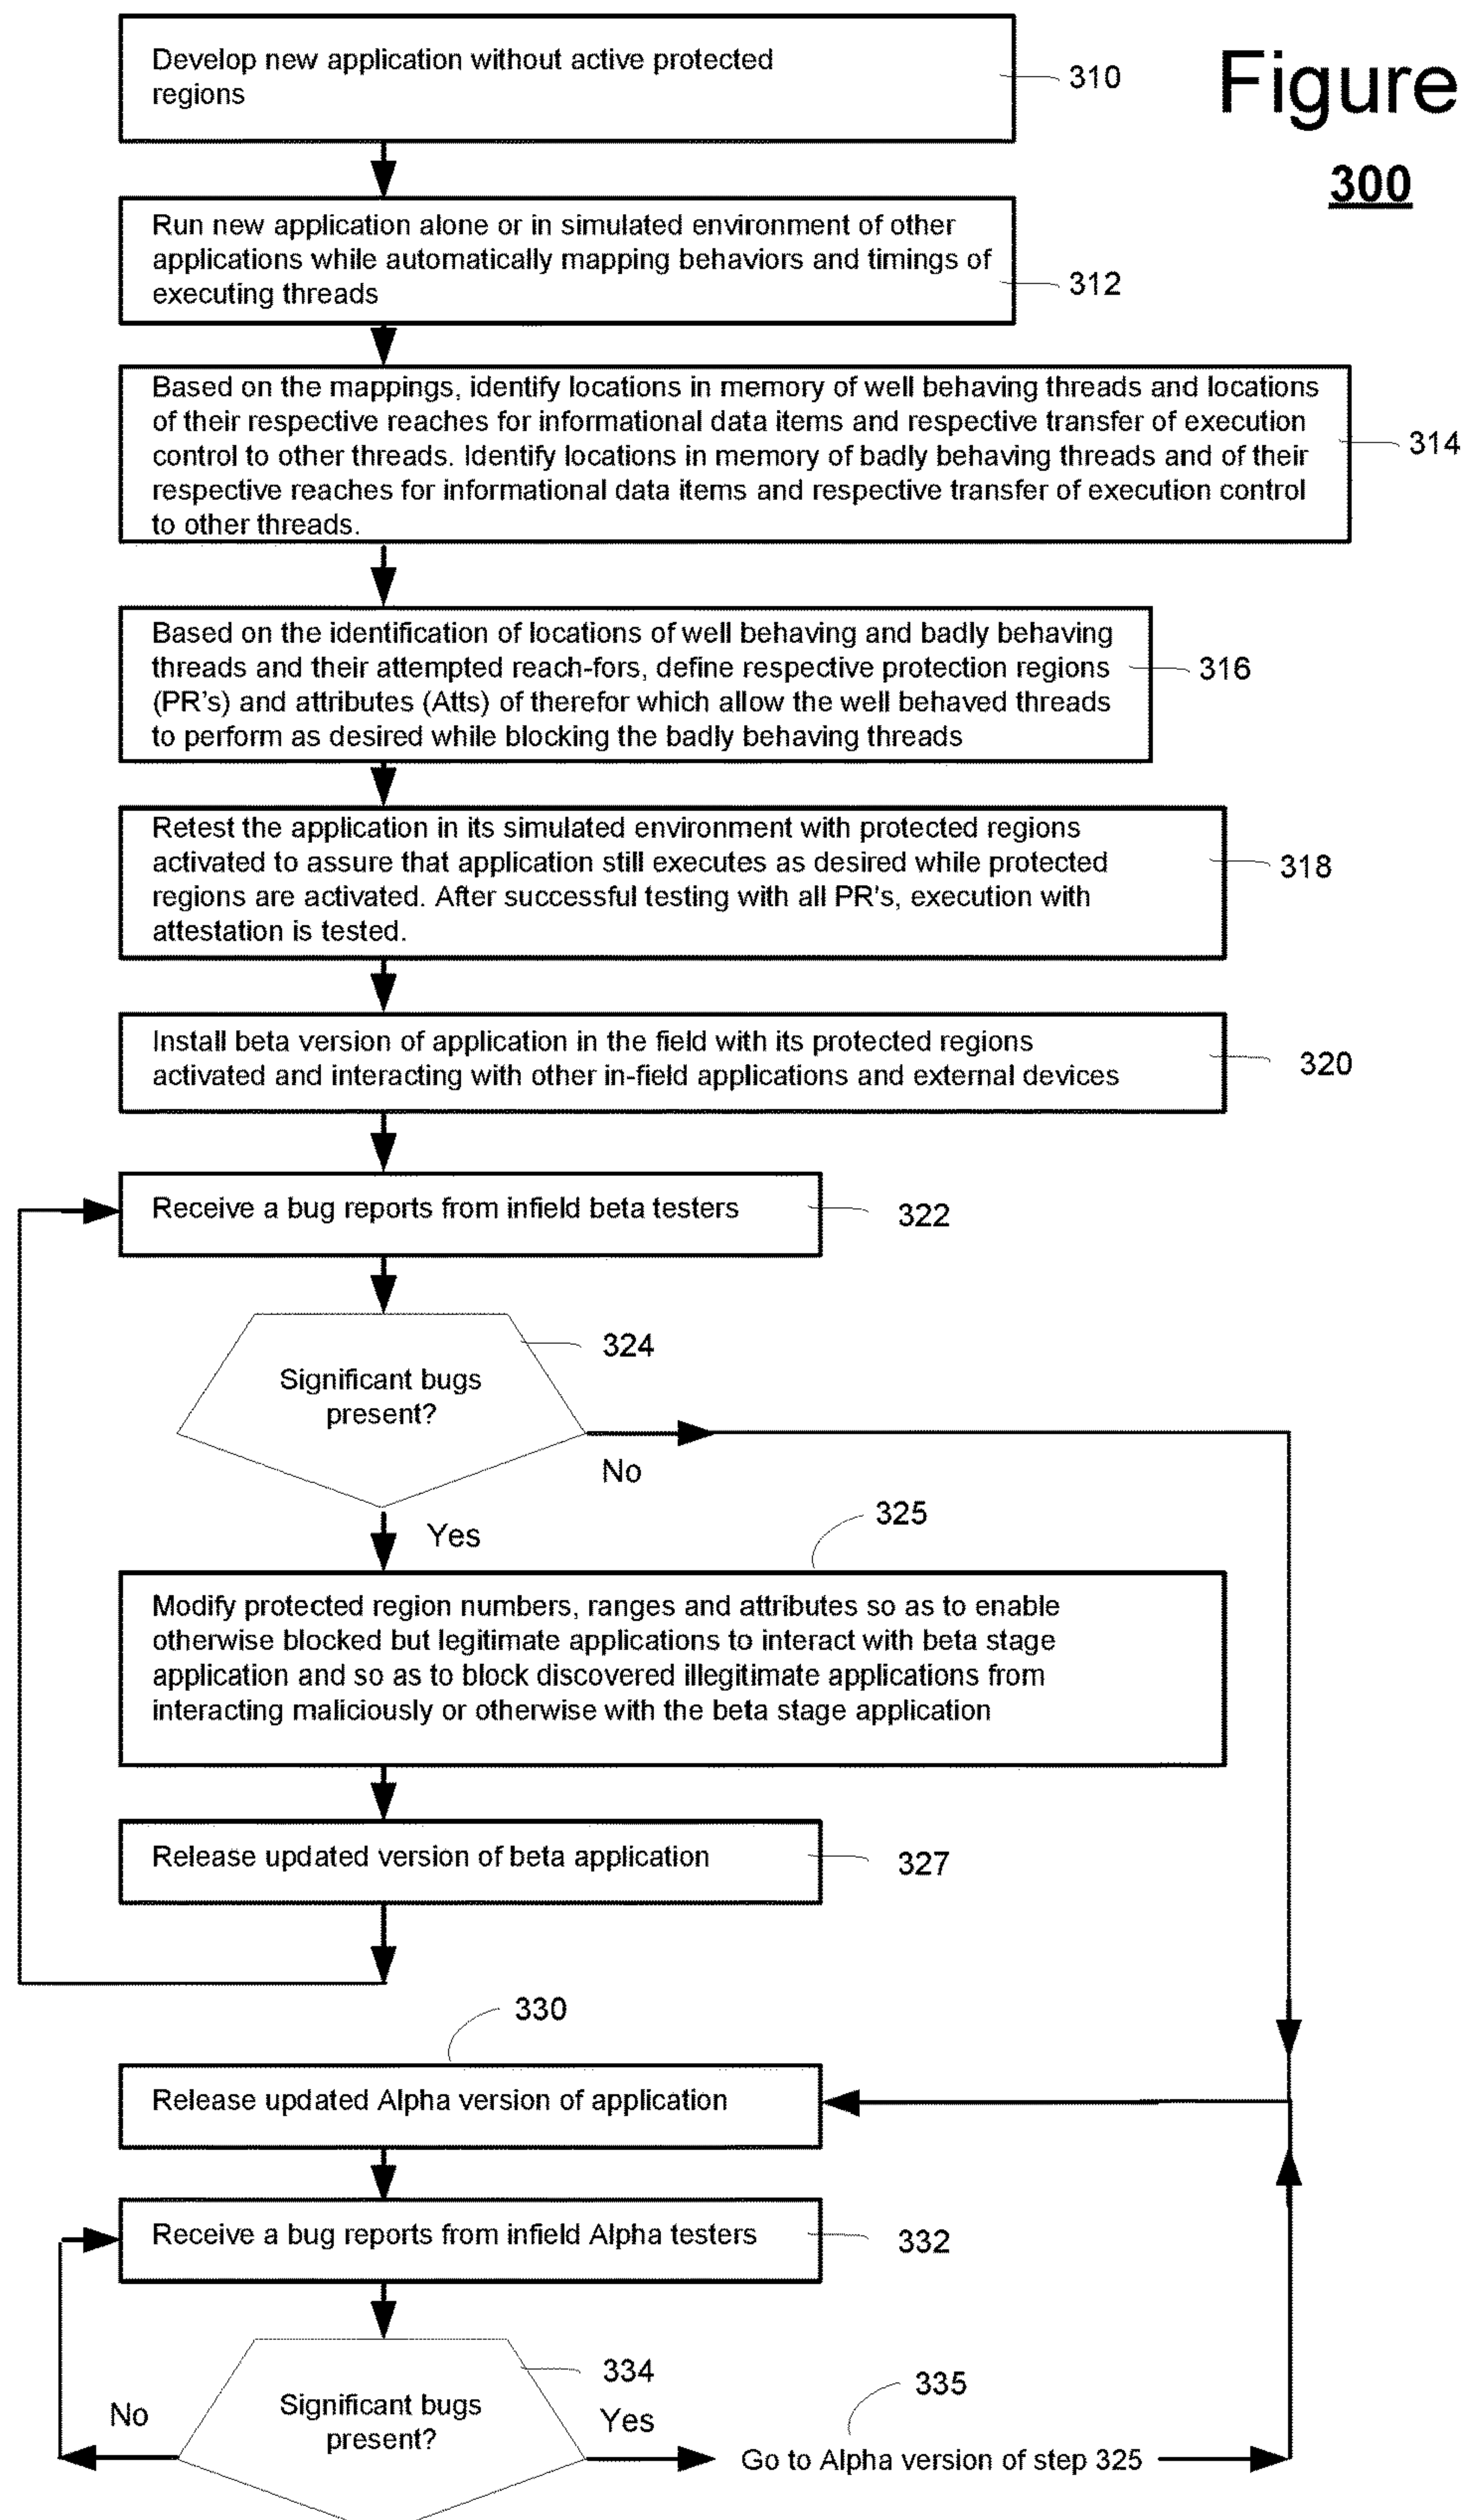 Develop new application without active protected
regions
310
Figure
300
Run new application alone or in simulated environment of other
applications while automatically mapping behaviors and timings of
executing threads
312
Based on the mappings, identify locations in memory of well behaving threads and locations
of their respective reaches for informational data items and respective transfer of execution
control to other threads. Identify locations in memory of badly behaving threads and of their
respective reaches for informational data items and respective transfer of execution control
to other threads.
314
Based on the identification of locations of well behaving and badly behaving
threads and their attempted reach-fors, define respective protection regions
(PR's) and attributes (Atts) of therefor which allow the well behaved threads
to perform as desired while blocking the badly behaving threads
316
Retest the application in its simulated environment with protected regions
activated to assure that application still executes as desired while protected
regions are activated. After successful testing with all PR's, execution with
attestation is tested.
318
Install beta version of application in the field with its protected regions
activated and interacting with other in-field applications and external devices
320
Receive a bug reports from infield beta testers
322
324
Significant bugs
present?
No
Yes
325
Modify protected region numbers, ranges and attributes so as to enable
otherwise blocked but legitimate applications to interact with beta stage
application and so as to block discovered illegitimate applications from
interacting maliciously or otherwise with the beta stage application
Release updated version of beta application
327
330
Release updated Alpha version of application
Receive a bug reports from infield Alpha testers
332
334
Significant bugs
present?
No
Yes
335
Go to Alpha version of step 325